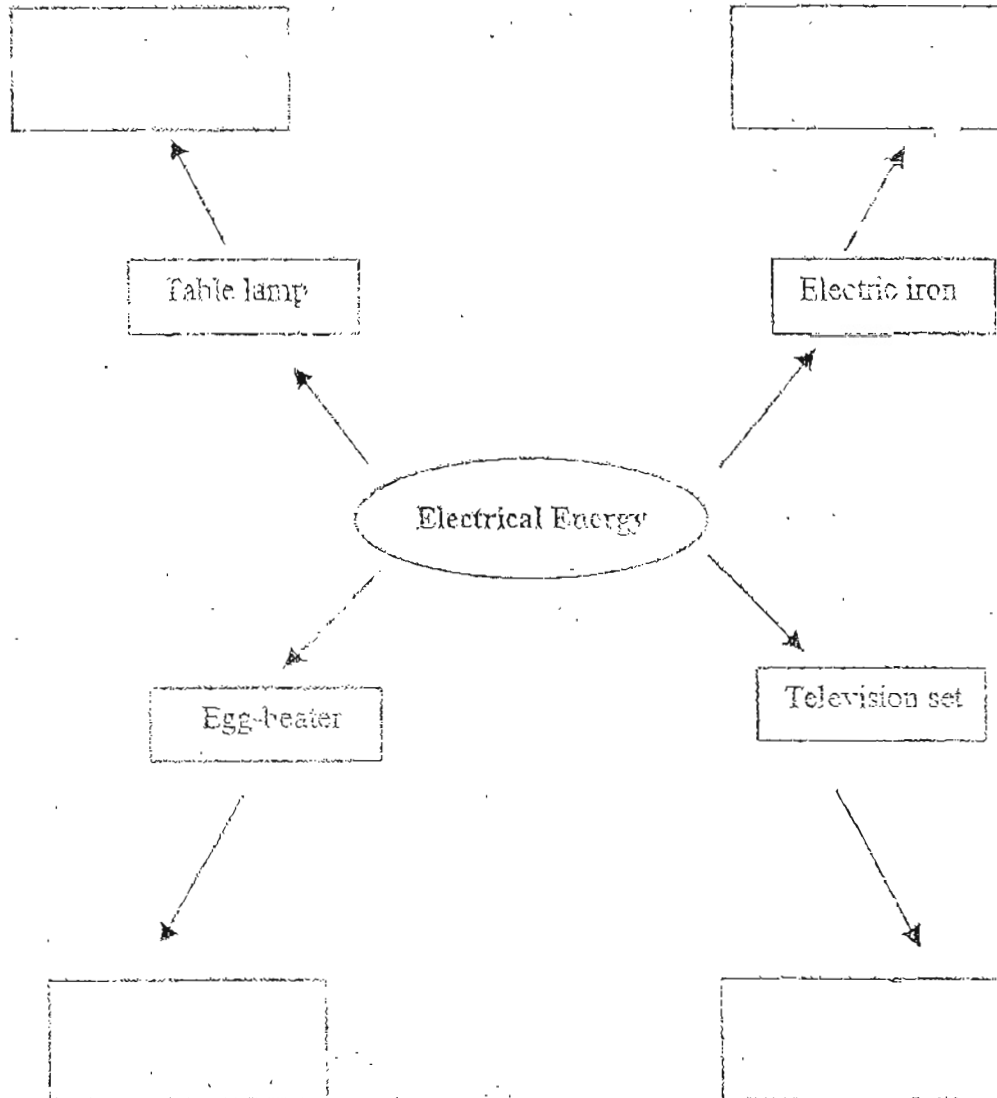 Table lamp
Electric iron
Electrical Energy
Egg-beater
Television set